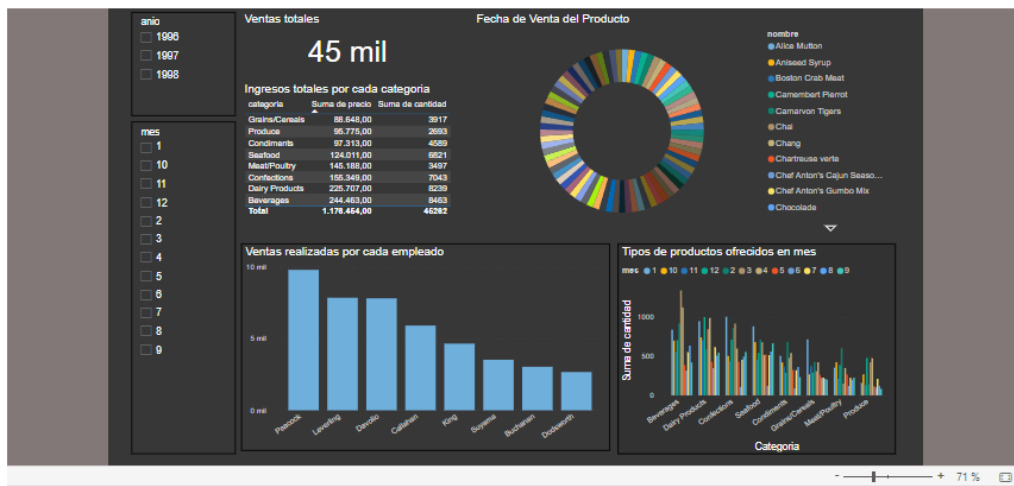 anio
1996
1997
1998
mes
1
10
11
12
2
3
4
5
6
7
8
9
Ventas totales
45 mil
Ingresos totales por cada categoria
categoria Suma de precio Suma de cantidad
Grains/Cereals 88.648,00 3917
Produce 95.775,00 2693
Condiments 97.313,00 4589
Seafood 124.011,00 6821
Meat/Poultry 145.188,00 3497
Confections 155.349,00 7043
Dairy Products 225.707,00 8239
Beverages 244.463,00 8463
Total 1.176.454,00 45262
Fecha de Venta del Producto
nombre
Alice Mutton
Aniseed Syrup
Boston Crab Meat
Camembert Pierrot
Carnarvon Tigers
Chai
Chang
Chartreuse verte
Chef Anton's Cajun Seaso...
Chef Anton's Gumbo Mix
Chocolade
Ventas realizadas por cada empleado
10 mil
5 mil
0 mil
Peacock
Leverling
Davolio
Callahan
King
Suyama
Buchanan
Dodsworth
Tipos de productos ofrecidos en mes
mes 1 10 11 12 2 3 4 5 6 7 8 9
Suma de cantidad
1000
500
0
Beverages
Dairy Products
Confections
Seafood
Condiments
Grains/Cereals
Meat/Poultry
Produce
Categoria
- + 71 %